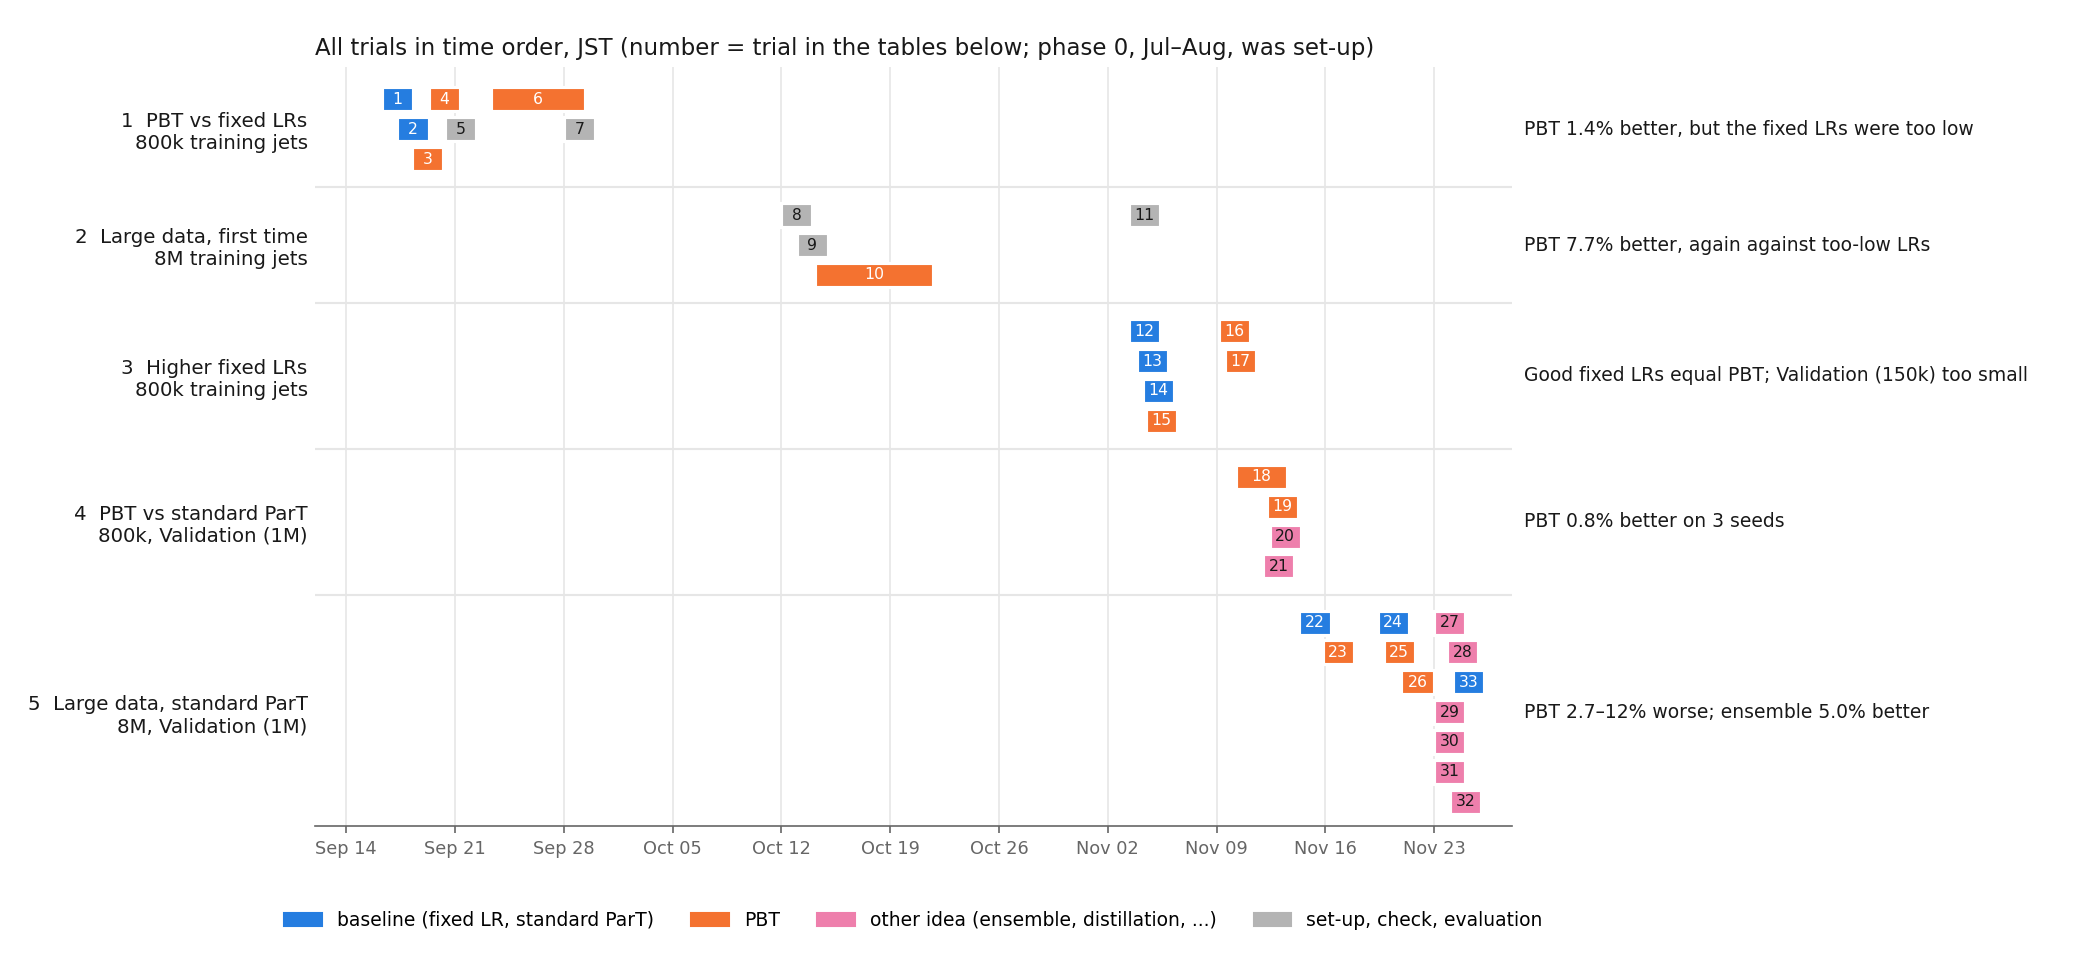 All trials in time order, JST (number = trial in the tables below; phase 0, Jul–Aug, was set-up)
1 PBT vs fixed LRs
800k training jets
1 4 6
2 5 7
3
PBT 1.4% better, but the fixed LRs were too low
2 Large data, first time
8M training jets
8 11
9
10
PBT 7.7% better, again against too-low LRs
3 Higher fixed LRs
800k training jets
12 16
13 17
14
15
Good fixed LRs equal PBT; Validation (150k) too small
4 PBT vs standard ParT
800k, Validation (1M)
18
19
20
21
PBT 0.8% better on 3 seeds
5 Large data, standard ParT
8M, Validation (1M)
22 24 27
23 25 28
26 33
29
30
31
32
PBT 2.7–12% worse; ensemble 5.0% better
Sep 14 Sep 21 Sep 28 Oct 05 Oct 12 Oct 19 Oct 26 Nov 02 Nov 09 Nov 16 Nov 23
baseline (fixed LR, standard ParT) PBT other idea (ensemble, distillation, ...) set-up, check, evaluation